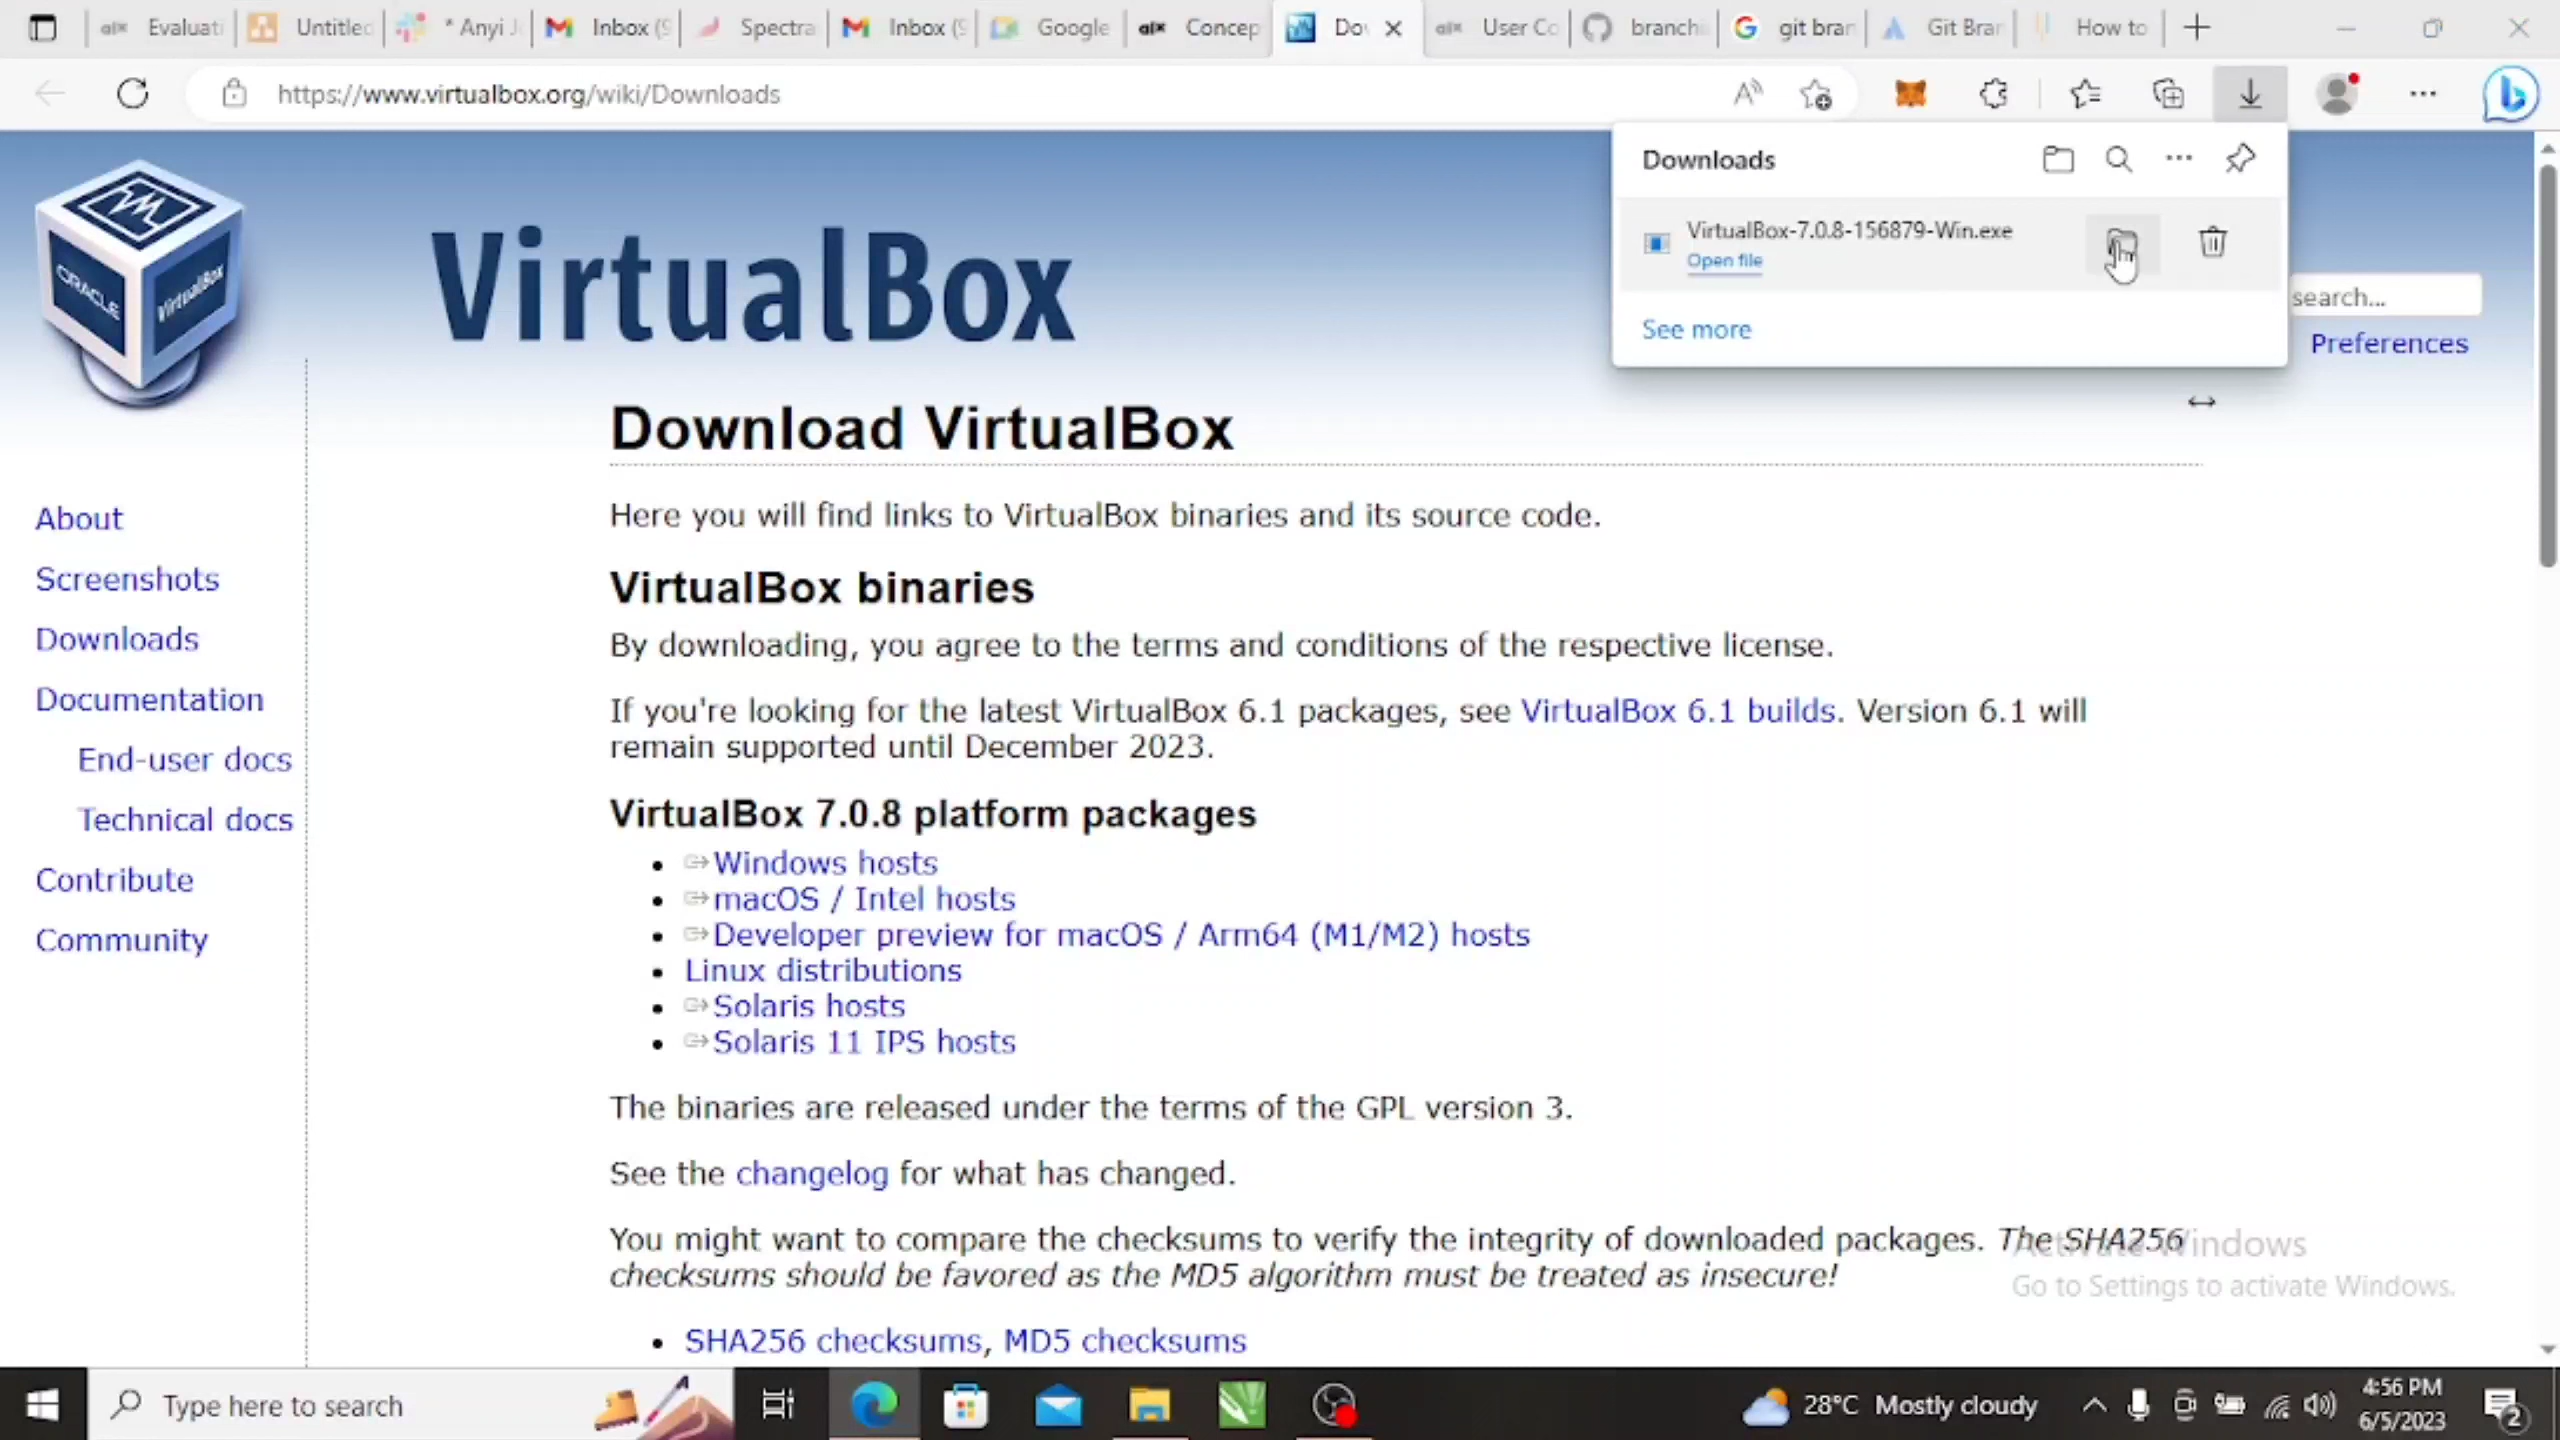 Evaluati
Untitled
* Anyi J
Inbox (9
Spectra
Inbox (9
Google
Concep
Dov
User Co
branchi
git bran
Git Bran
How to
https://www.virtualbox.org/wiki/Downloads
Downloads
VirtualBox-7.0.8-156879-Win.exe
Open file
See more
search...
Preferences
ORACLE
VirtualBox
VirtualBox
About
Screenshots
Downloads
Documentation
End-user docs
Technical docs
Contribute
Community
Download VirtualBox
Here you will find links to VirtualBox binaries and its source code.
VirtualBox binaries
By downloading, you agree to the terms and conditions of the respective license.
If you're looking for the latest VirtualBox 6.1 packages, see VirtualBox 6.1 builds. Version 6.1 will
remain supported until December 2023.
VirtualBox 7.0.8 platform packages
Windows hosts
macOS / Intel hosts
Developer preview for macOS / Arm64 (M1/M2) hosts
Linux distributions
Solaris hosts
Solaris 11 IPS hosts
The binaries are released under the terms of the GPL version 3.
See the changelog for what has changed.
You might want to compare the checksums to verify the integrity of downloaded packages. The SHA256
checksums should be favored as the MD5 algorithm must be treated as insecure!
SHA256 checksums, MD5 checksums
Activate Windows
Go to Settings to activate Windows.
Type here to search
28°C Mostly cloudy
4:56 PM
6/5/2023
2